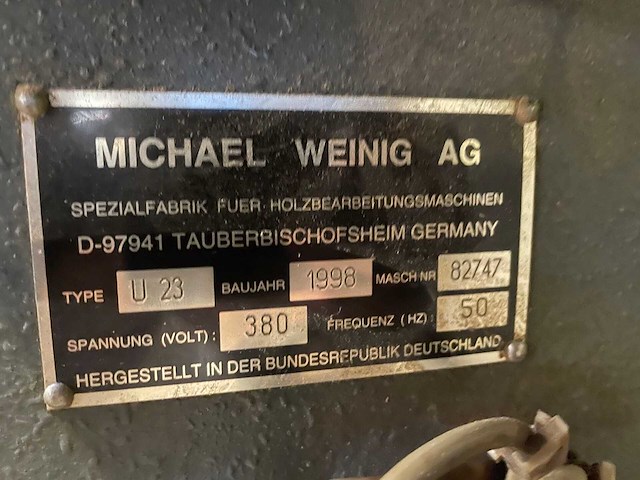 MICHAEL WEINIG AG
SPEZIALFABRIK FUER HOLZBEARBEITUNGSMASCHINEN
D-97941 TAUBERBISCHOFSHEIM GERMANY
TYPE U 23 BAUJAHR 1998 MASCH NR 82747
SPANNUNG (VOLT): 380 FREQUENZ (HZ): 50
HERGESTELLT IN DER BUNDESREPUBLIK DEUTSCHLAND